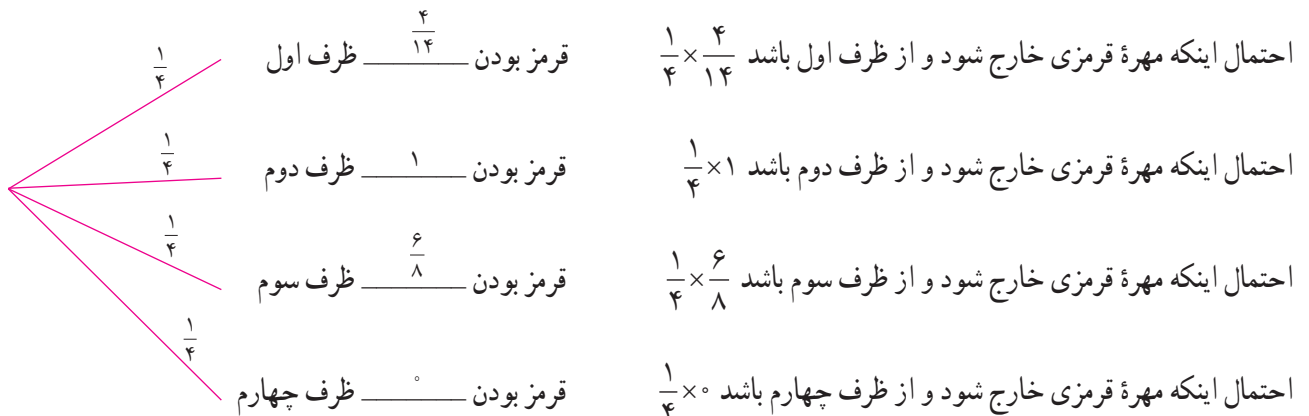 احتمال اینکه مهرهٔ قرمزی خارج شود و از ظرف اول باشد ۱/۴ × ۴/۱۴
قرمز بودن ۴/۱۴ ظرف اول ۱/۴
احتمال اینکه مهرهٔ قرمزی خارج شود و از ظرف دوم باشد ۱/۴ × ۱
قرمز بودن ۱ ظرف دوم ۱/۴
احتمال اینکه مهرهٔ قرمزی خارج شود و از ظرف سوم باشد ۱/۴ × ۶/۸
قرمز بودن ۶/۸ ظرف سوم ۱/۴
احتمال اینکه مهرهٔ قرمزی خارج شود و از ظرف چهارم باشد ۱/۴ × ۰
قرمز بودن ۰ ظرف چهارم ۱/۴